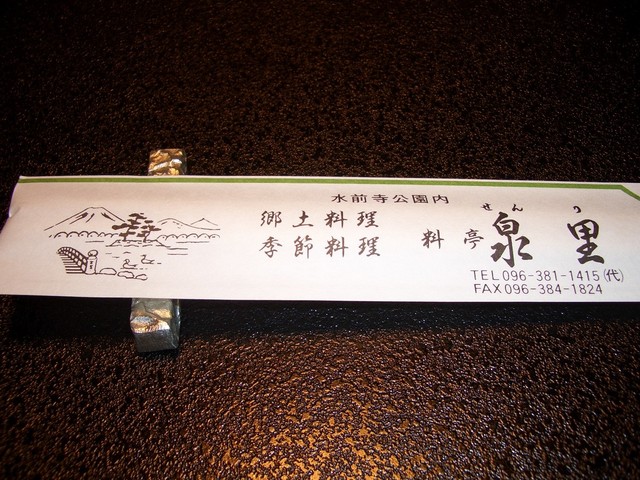 水前寺公園内
郷土料理
季節料理
料亭
せんり
泉里
TEL 096-381-1415(代)
FAX 096-384-1824